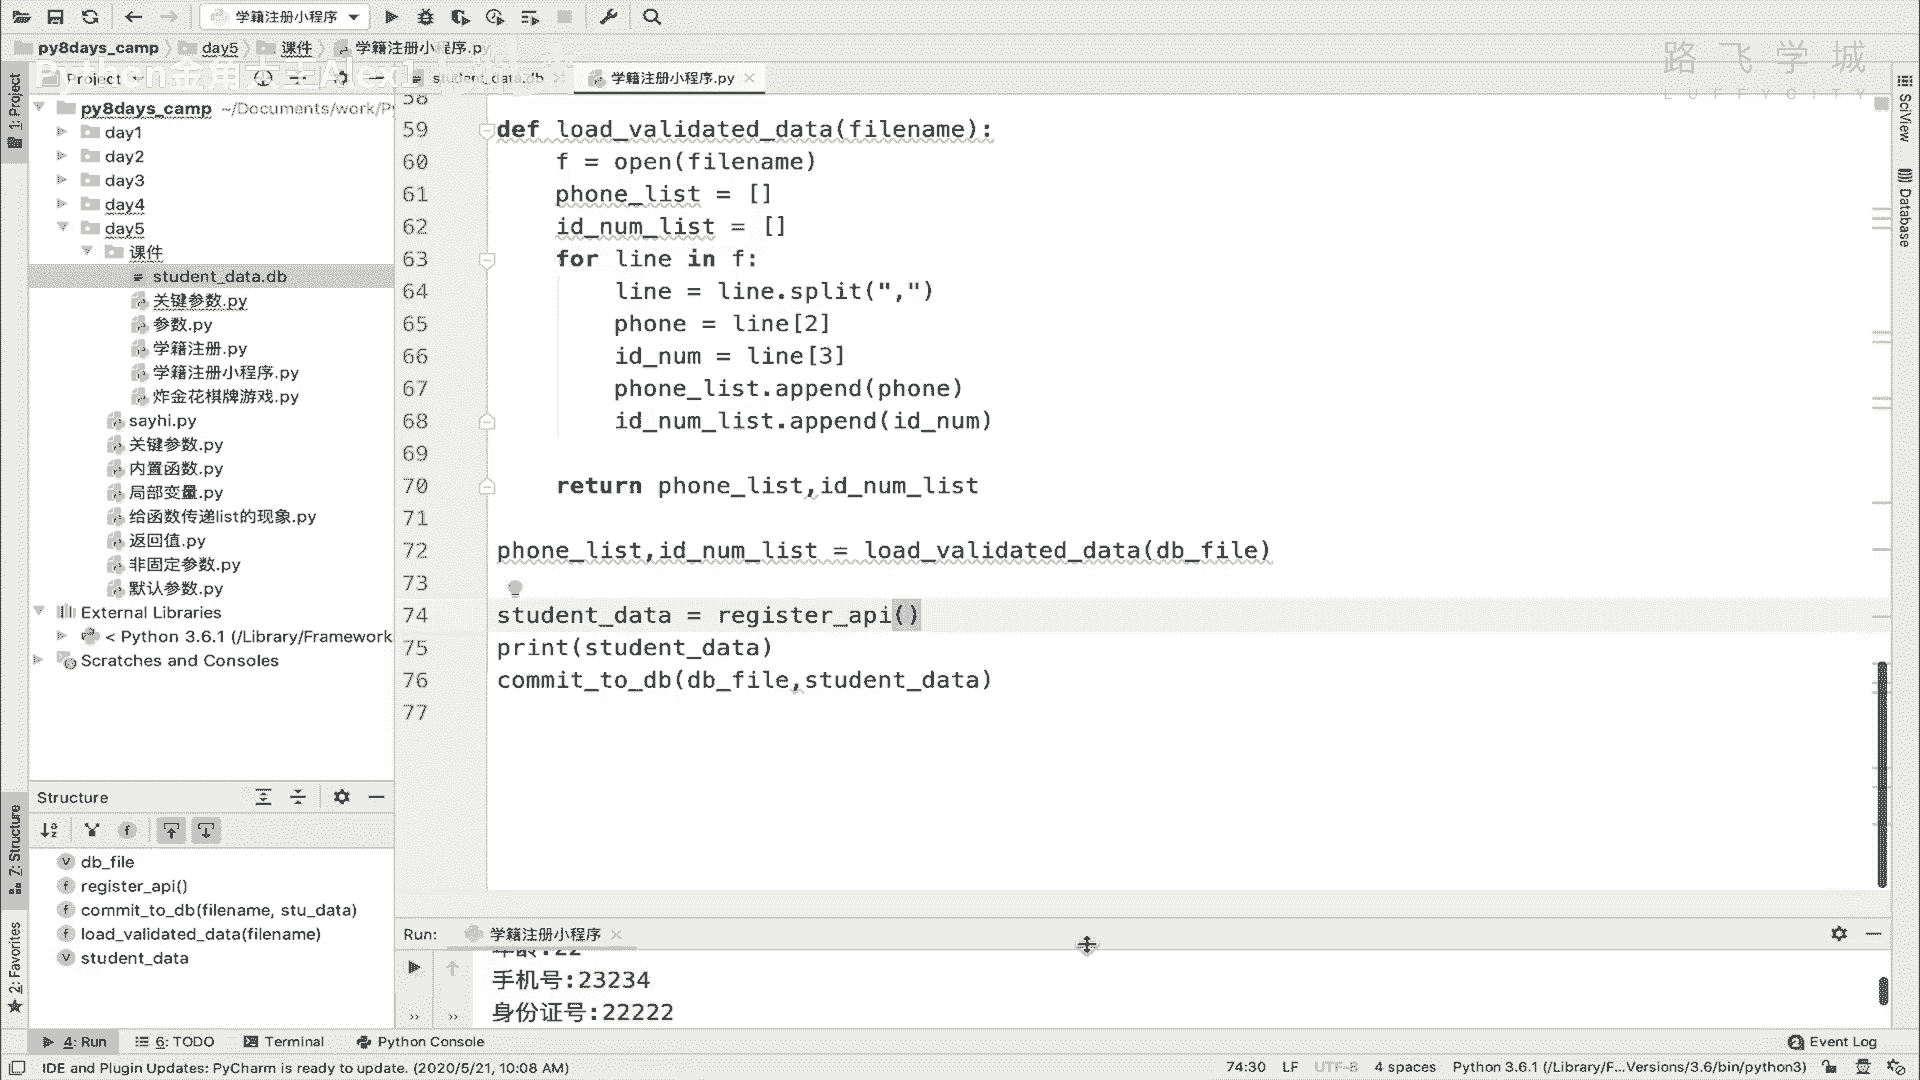 学籍注册小程序
py8days_camp
day5
课件
学籍注册小程序.py
路飞学城
LUFFYCITY
Python金角大王Alex1
Project
student_data.db
学籍注册小程序.py
1: Project
py8days_camp ~/Documents/work/Py
day1
day2
day3
day4
day5
课件
student_data.db
关键参数.py
参数.py
学籍注册.py
学籍注册小程序.py
炸金花棋牌游戏.py
sayhi.py
关键参数.py
内置函数.py
局部变量.py
给函数传递list的现象.py
返回值.py
非固定参数.py
默认参数.py
External Libraries
< Python 3.6.1 (/Library/Framework
Scratches and Consoles
58
59 def load_validated_data(filename):
60 f = open(filename)
61 phone_list = []
62 id_num_list = []
63 for line in f:
64 line = line.split(",")
65 phone = line[2]
66 id_num = line[3]
67 phone_list.append(phone)
68 id_num_list.append(id_num)
69
70 return phone_list,id_num_list
71
72 phone_list,id_num_list = load_validated_data(db_file)
73
74 student_data = register_api()
75 print(student_data)
76 commit_to_db(db_file,student_data)
77
SciView
Database
Structure
7: Structure
db_file
register_api()
commit_to_db(filename, stu_data)
load_validated_data(filename)
student_data
2: Favorites
Run: 学籍注册小程序
年龄:22
手机号:23234
身份证号:22222
4: Run
6: TODO
Terminal
Python Console
Event Log
IDE and Plugin Updates: PyCharm is ready to update. (2020/5/21, 10:08 AM)
74:30 LF UTF-8 4 spaces Python 3.6.1 (/Library/F...Versions/3.6/bin/python3)